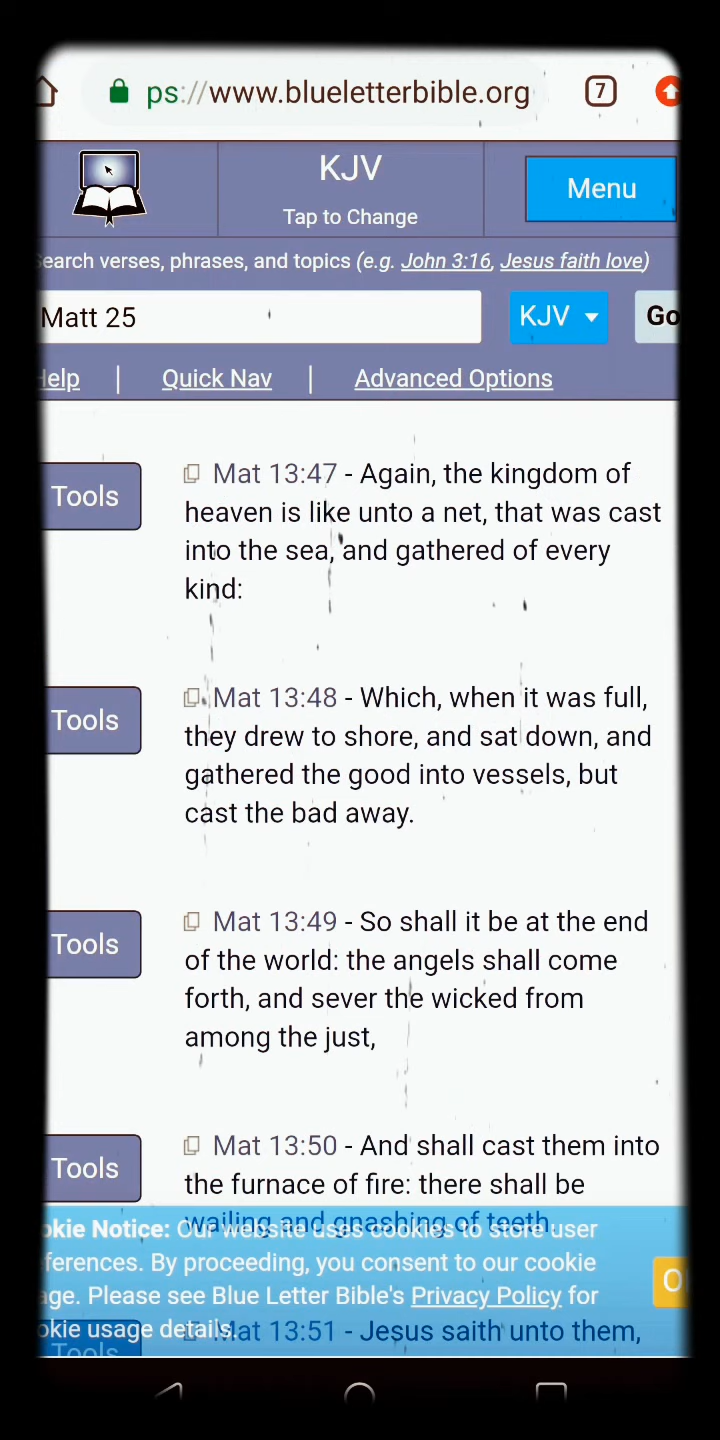 ps://www.blueletterbible.org 7
KJV
Tap to Change
Menu
Search verses, phrases, and topics (e.g. John 3:16, Jesus faith love)
Matt 25 KJV Go
Help | Quick Nav | Advanced Options
Tools
Mat 13:47 - Again, the kingdom of
heaven is like unto a net, that was cast
into the sea, and gathered of every
kind:
Tools
Mat 13:48 - Which, when it was full,
they drew to shore, and sat down, and
gathered the good into vessels, but
cast the bad away.
Tools
Mat 13:49 - So shall it be at the end
of the world: the angels shall come
forth, and sever the wicked from
among the just,
Tools
Mat 13:50 - And shall cast them into
the furnace of fire: there shall be
wailing and gnashing of teeth.
okie Notice: Our website uses cookies to store user
ferences. By proceeding, you consent to our cookie
age. Please see Blue Letter Bible's Privacy Policy for
okie usage details.
Tools
Mat 13:51 - Jesus saith unto them,